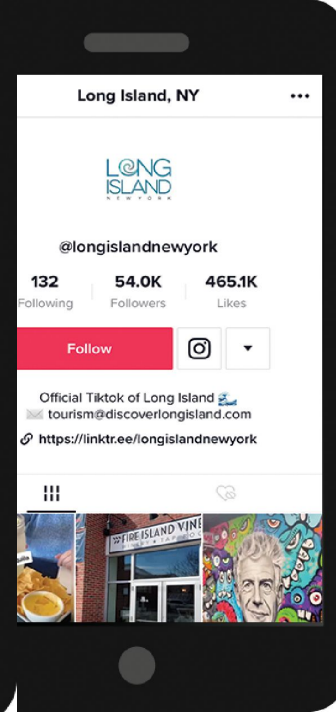 Long Island, NY
LONG
ISLAND
NEW YORK
@longislandnewyork
132 54.0K 465.1K
Following Followers Likes
Follow
Official Tiktok of Long Island
tourism@discoverlongisland.com
https://linktr.ee/longislandnewyork
FIRE ISLAND VINE